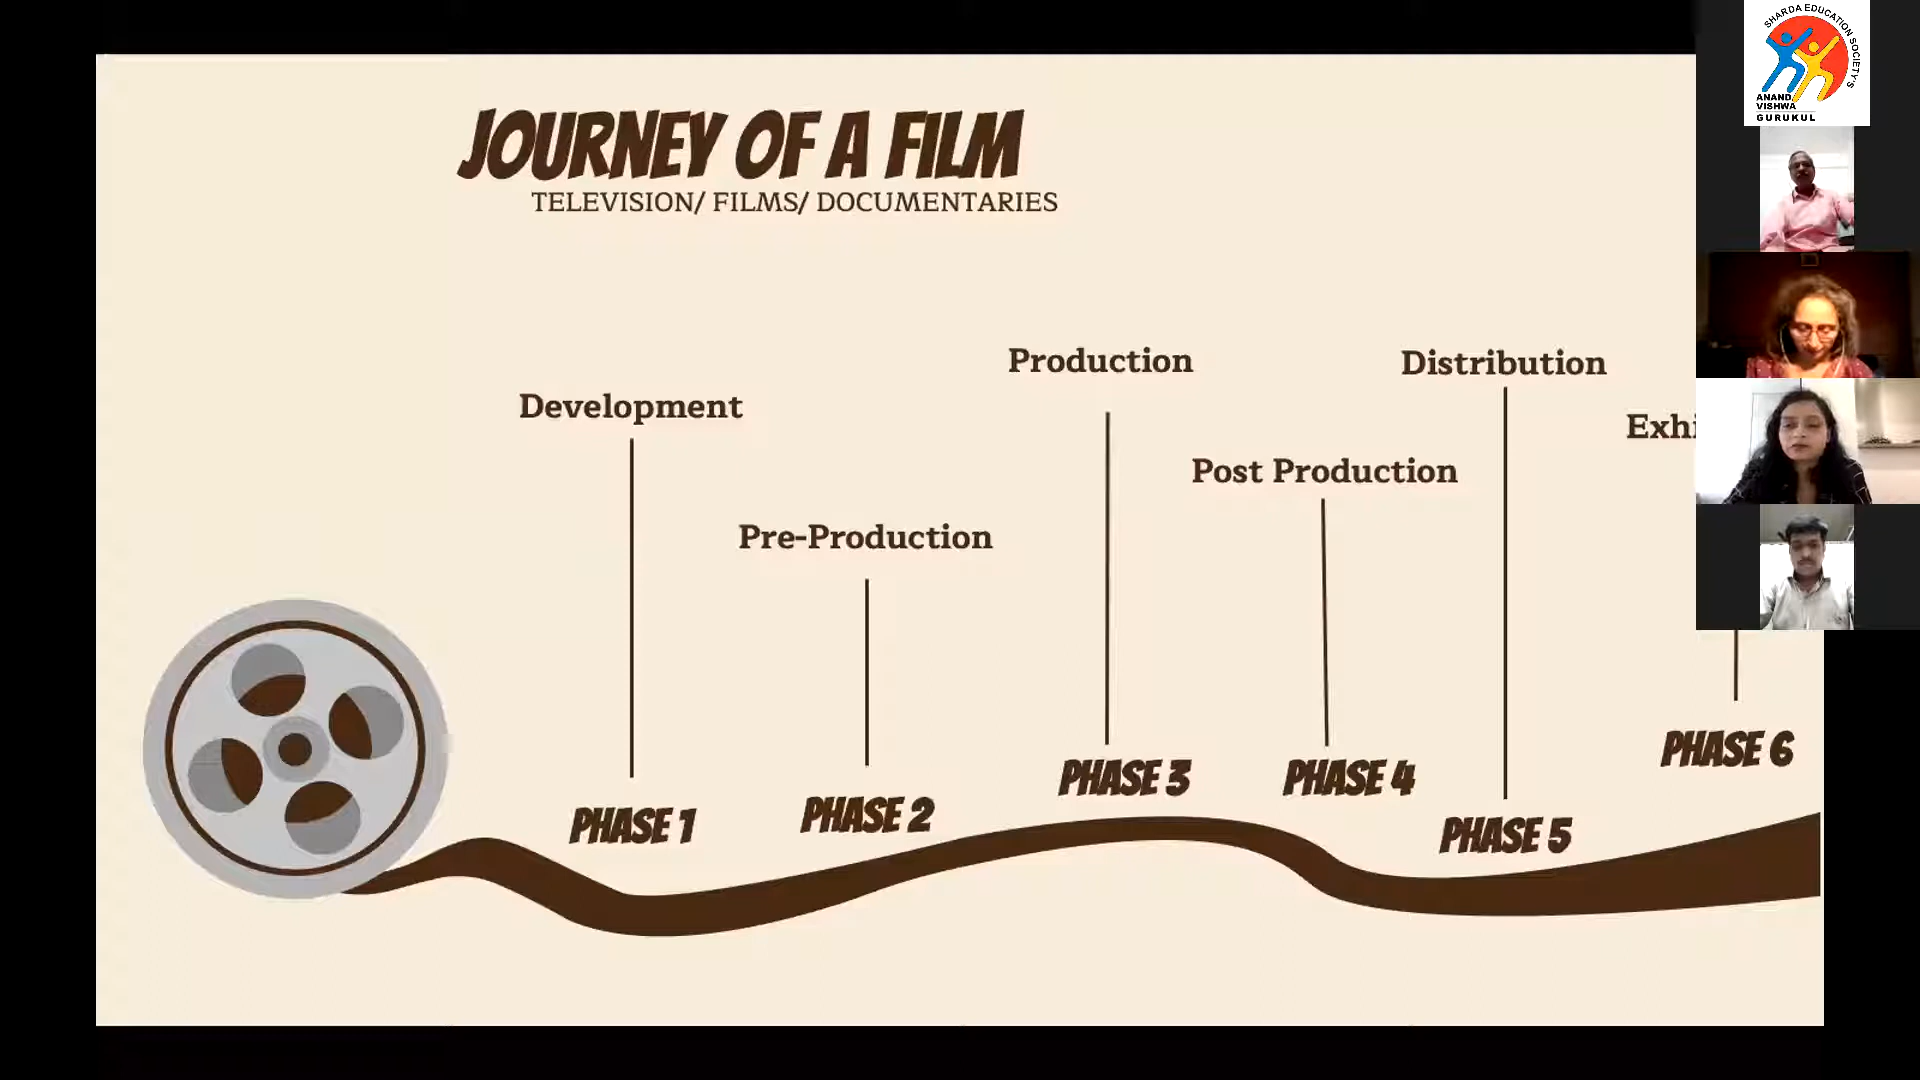 JOURNEY OF A FILM
TELEVISION/ FILMS/ DOCUMENTARIES
Development
Pre-Production
Production
Post Production
Distribution
Exhi
PHASE 1
PHASE 2
PHASE 3
PHASE 4
PHASE 5
PHASE 6
SHARDA EDUCATION SOCIETY'S
ANAND
VISHWA
GURUKUL